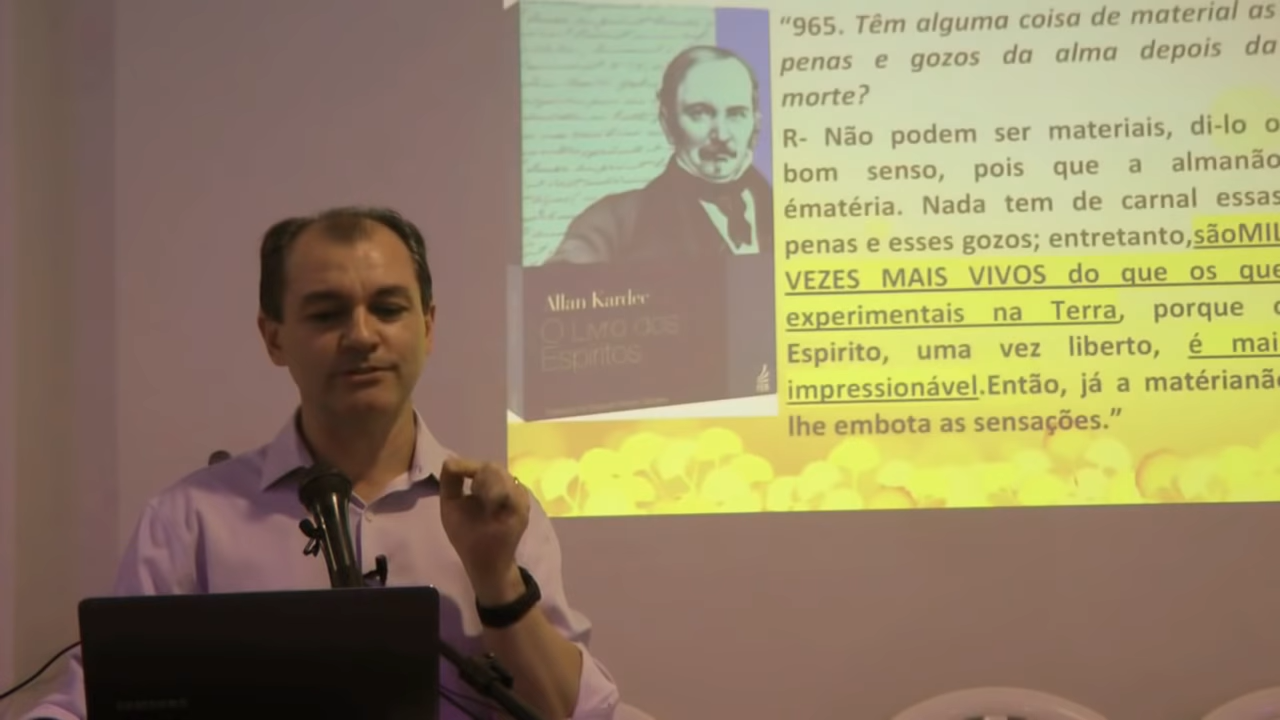 “965. Têm alguma coisa de material as
penas e gozos da alma depois da
morte?
R- Não podem ser materiais, di-lo o
bom senso, pois que a almanão
ématéria. Nada tem de carnal essas
penas e esses gozos; entretanto,sãoMIL
VEZES MAIS VIVOS do que os que
experimentais na Terra, porque
Espirito, uma vez liberto, é mai
impressionável.Então, já a matérianão
lhe embota as sensações.”
Allan Kardec
O Livro dos
Espíritos
FEB
SAMSUNG